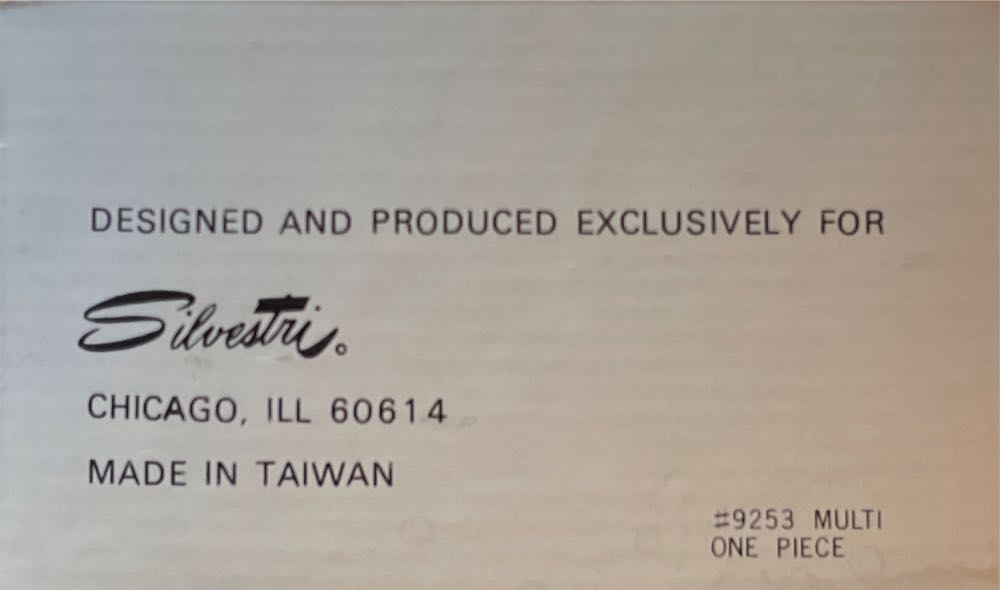 DESIGNED AND PRODUCED EXCLUSIVELY FOR
Silvestri
CHICAGO, ILL 60614
MADE IN TAIWAN
#9253 MULTI
ONE PIECE